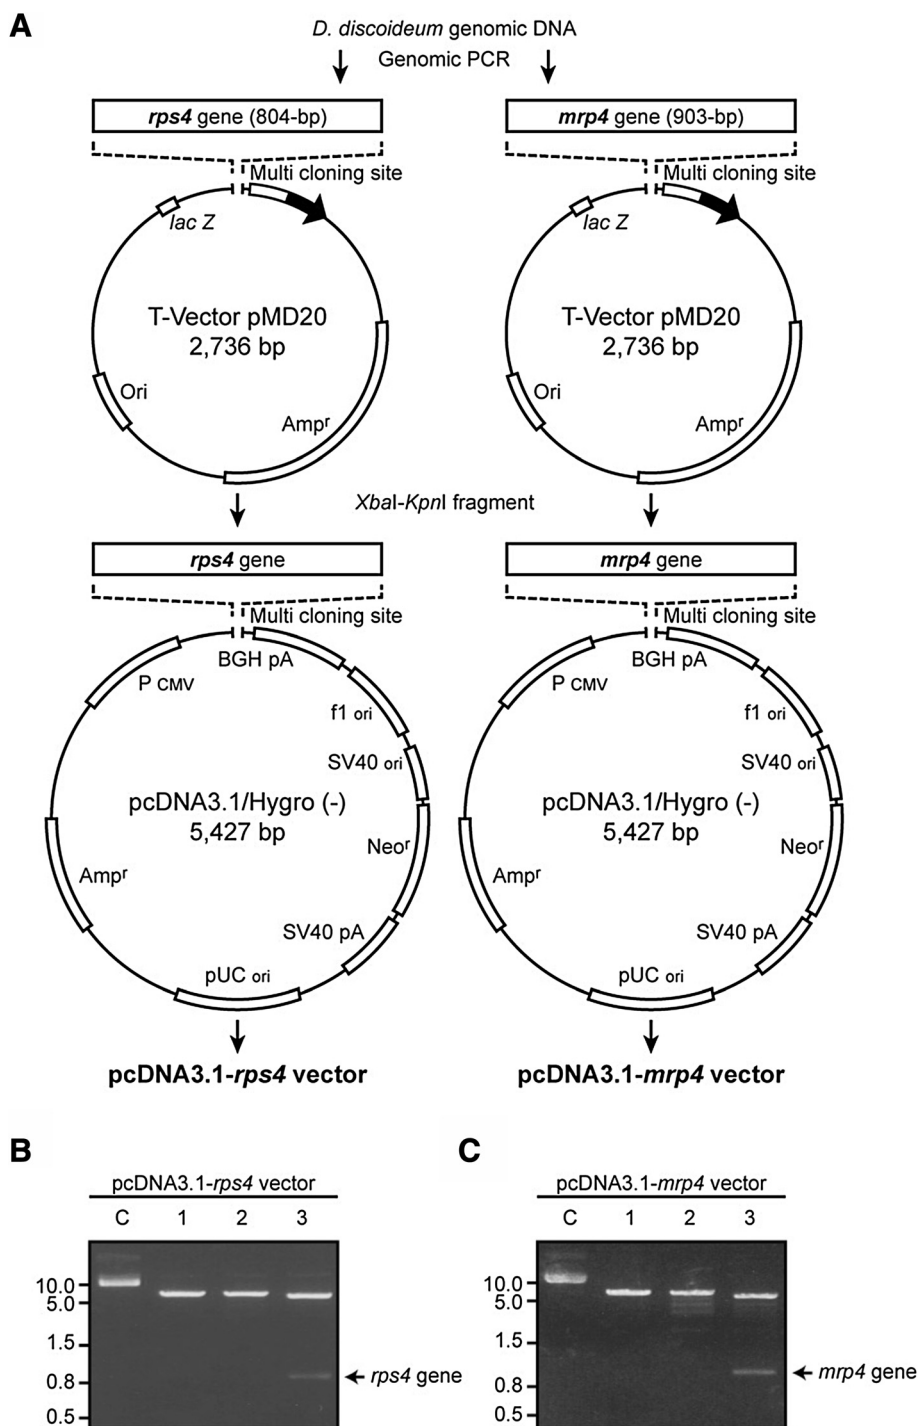 A
D. discoideum genomic DNA
Genomic PCR
rps4 gene (804-bp)
mrp4 gene (903-bp)
Multi cloning site
Multi cloning site
lac Z
lac Z
T-Vector pMD20
2,736 bp
T-Vector pMD20
2,736 bp
Ori
Ori
Ampr
Ampr
XbaI-KpnI fragment
rps4 gene
mrp4 gene
Multi cloning site
Multi cloning site
BGH pA
BGH pA
P CMV
P CMV
f1 ori
f1 ori
SV40 ori
SV40 ori
pcDNA3.1/Hygro (-)
5,427 bp
pcDNA3.1/Hygro (-)
5,427 bp
Neor
Neor
Ampr
Ampr
SV40 pA
SV40 pA
pUC ori
pUC ori
pcDNA3.1-rps4 vector
pcDNA3.1-mrp4 vector
B
pcDNA3.1-rps4 vector
C 1 2 3
10.0
5.0
1.5
0.8
0.5
rps4 gene
C
pcDNA3.1-mrp4 vector
C 1 2 3
10.0
5.0
1.5
0.8
0.5
mrp4 gene